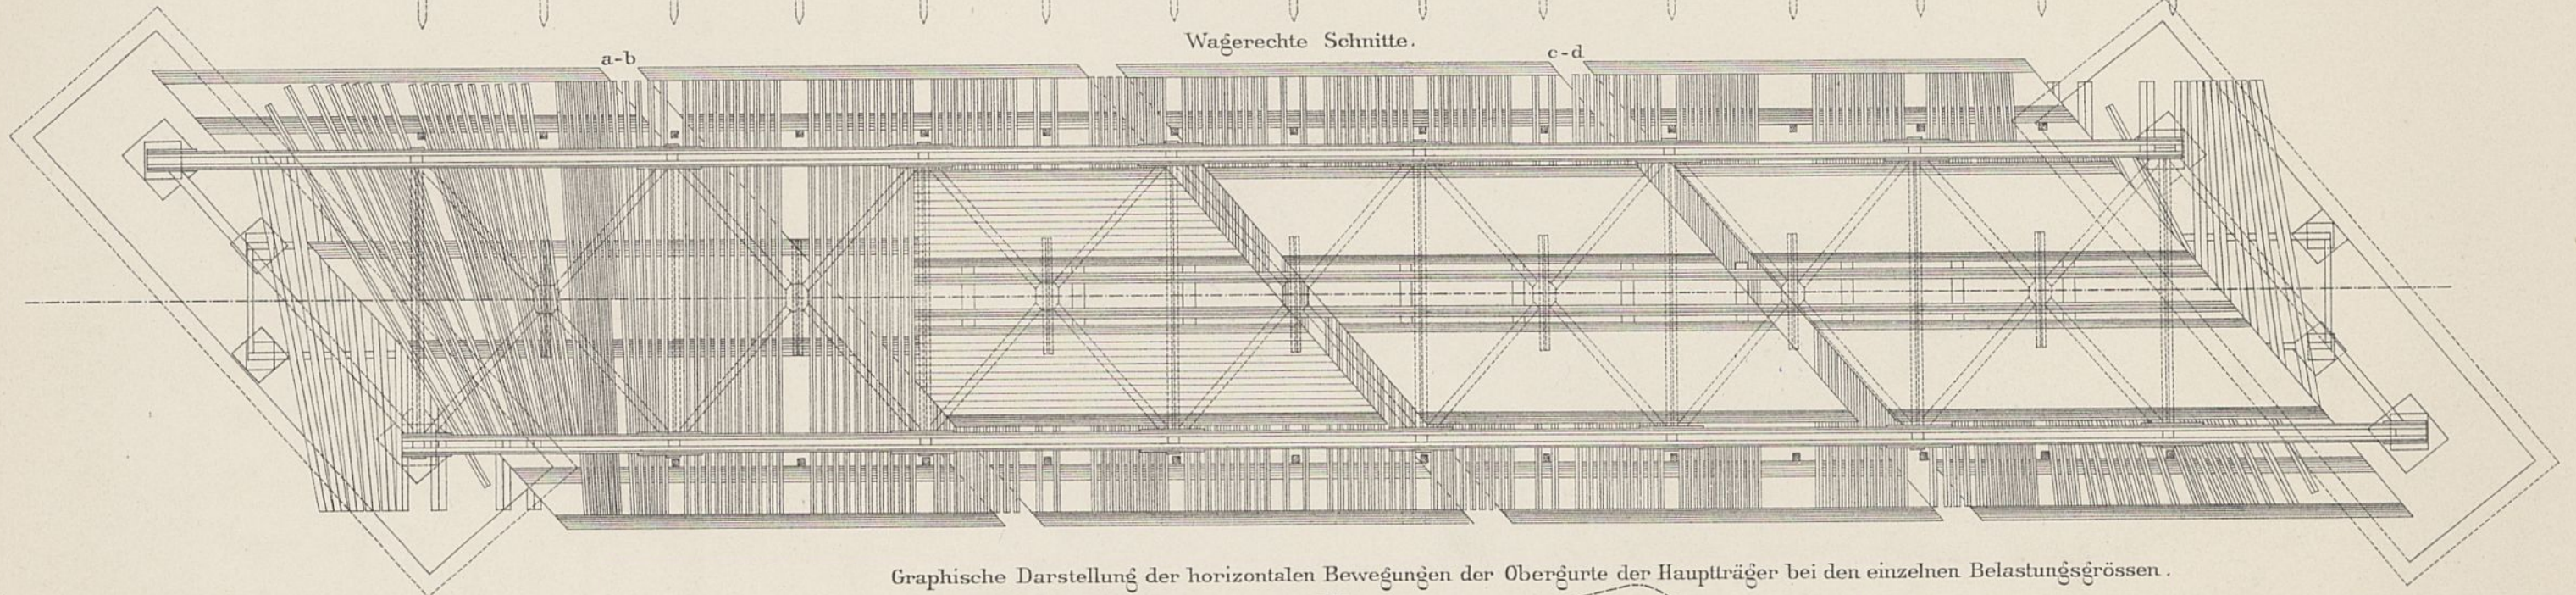 Wagerechte Schnitte.
a-b
c-d
Graphische Darstellung der horizontalen Bewegungen der Obergurte der Hauptträger bei den einzelnen Belastungsgrössen.